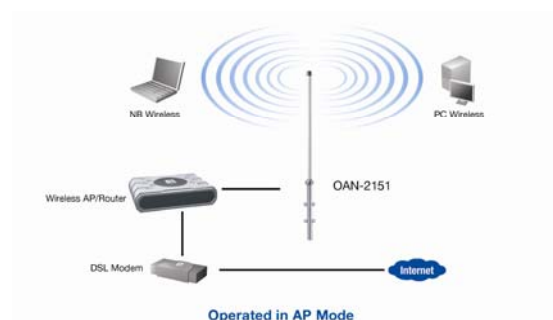 NB Wireless
PC Wireless
OAN-2151
Wireless AP/Router
DSL Modem
Internet
Operated in AP Mode